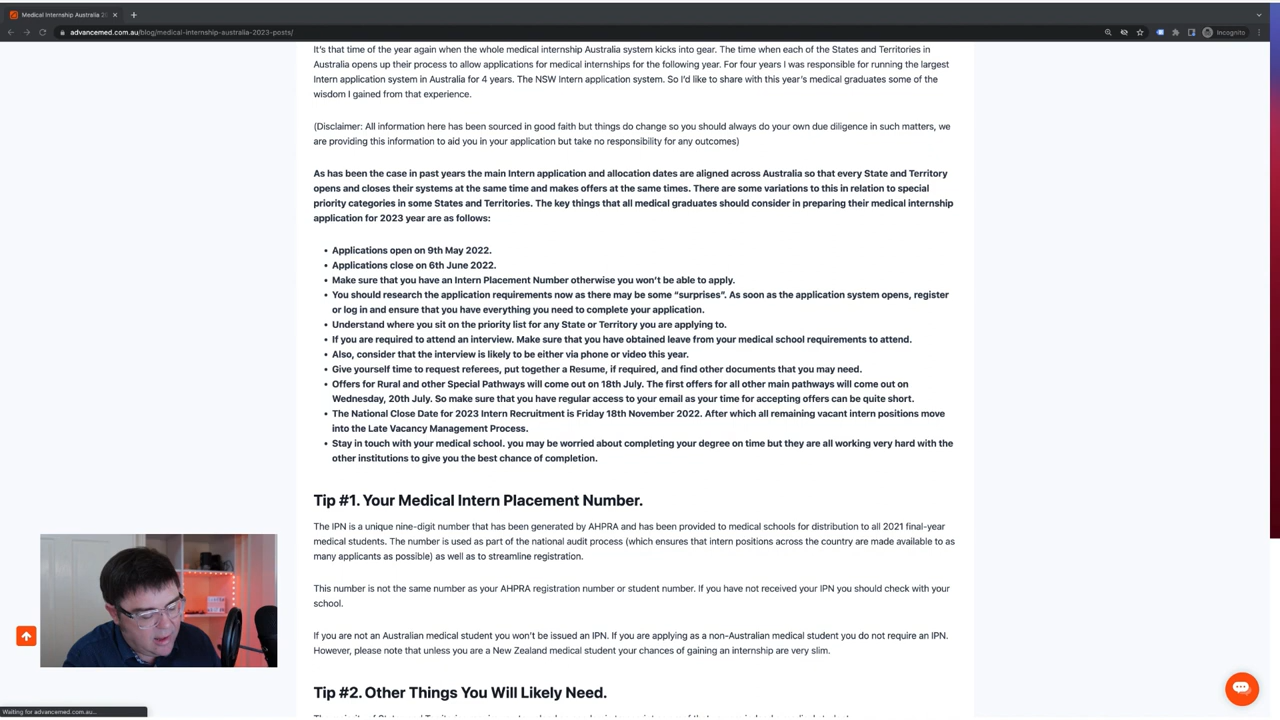 Medical Internship Australia 20
advancemed.com.au/blog/medical-internship-australia-2023-posts/
Incognito
It's that time of the year again when the whole medical internship Australia system kicks into gear. The time when each of the States and Territories in
Australia opens up their process to allow applications for medical internships for the following year. For four years I was responsible for running the largest
Intern application system in Australia for 4 years. The NSW Intern application system. So I'd like to share with this year's medical graduates some of the
wisdom I gained from that experience.
(Disclaimer: All information here has been sourced in good faith but things do change so you should always do your own due diligence in such matters, we
are providing this information to aid you in your application but take no responsibility for any outcomes)
As has been the case in past years the main Intern application and allocation dates are aligned across Australia so that every State and Territory
opens and closes their systems at the same time and makes offers at the same times. There are some variations to this in relation to special
priority categories in some States and Territories. The key things that all medical graduates should consider in preparing their medical internship
application for 2023 year are as follows:
• Applications open on 9th May 2022.
• Applications close on 6th June 2022.
• Make sure that you have an Intern Placement Number otherwise you won't be able to apply.
• You should research the application requirements now as there may be some “surprises”. As soon as the application system opens, register
or log in and ensure that you have everything you need to complete your application.
• Understand where you sit on the priority list for any State or Territory you are applying to.
• If you are required to attend an interview. Make sure that you have obtained leave from your medical school requirements to attend.
• Also, consider that the interview is likely to be either via phone or video this year.
• Give yourself time to request referees, put together a Resume, if required, and find other documents that you may need.
• Offers for Rural and other Special Pathways will come out on 18th July. The first offers for all other main pathways will come out on
Wednesday, 20th July. So make sure that you have regular access to your email as your time for accepting offers can be quite short.
• The National Close Date for 2023 Intern Recruitment is Friday 18th November 2022. After which all remaining vacant intern positions move
into the Late Vacancy Management Process.
• Stay in touch with your medical school. you may be worried about completing your degree on time but they are all working very hard with the
other institutions to give you the best chance of completion.
Tip #1. Your Medical Intern Placement Number.
The IPN is a unique nine-digit number that has been generated by AHPRA and has been provided to medical schools for distribution to all 2021 final-year
medical students. The number is used as part of the national audit process (which ensures that intern positions across the country are made available to as
many applicants as possible) as well as to streamline registration.
This number is not the same number as your AHPRA registration number or student number. If you have not received your IPN you should check with your
school.
If you are not an Australian medical student you won't be issued an IPN. If you are applying as a non-Australian medical student you do not require an IPN.
However, please note that unless you are a New Zealand medical student your chances of gaining an internship are very slim.
Tip #2. Other Things You Will Likely Need.
Waiting for advancemed.com.au...